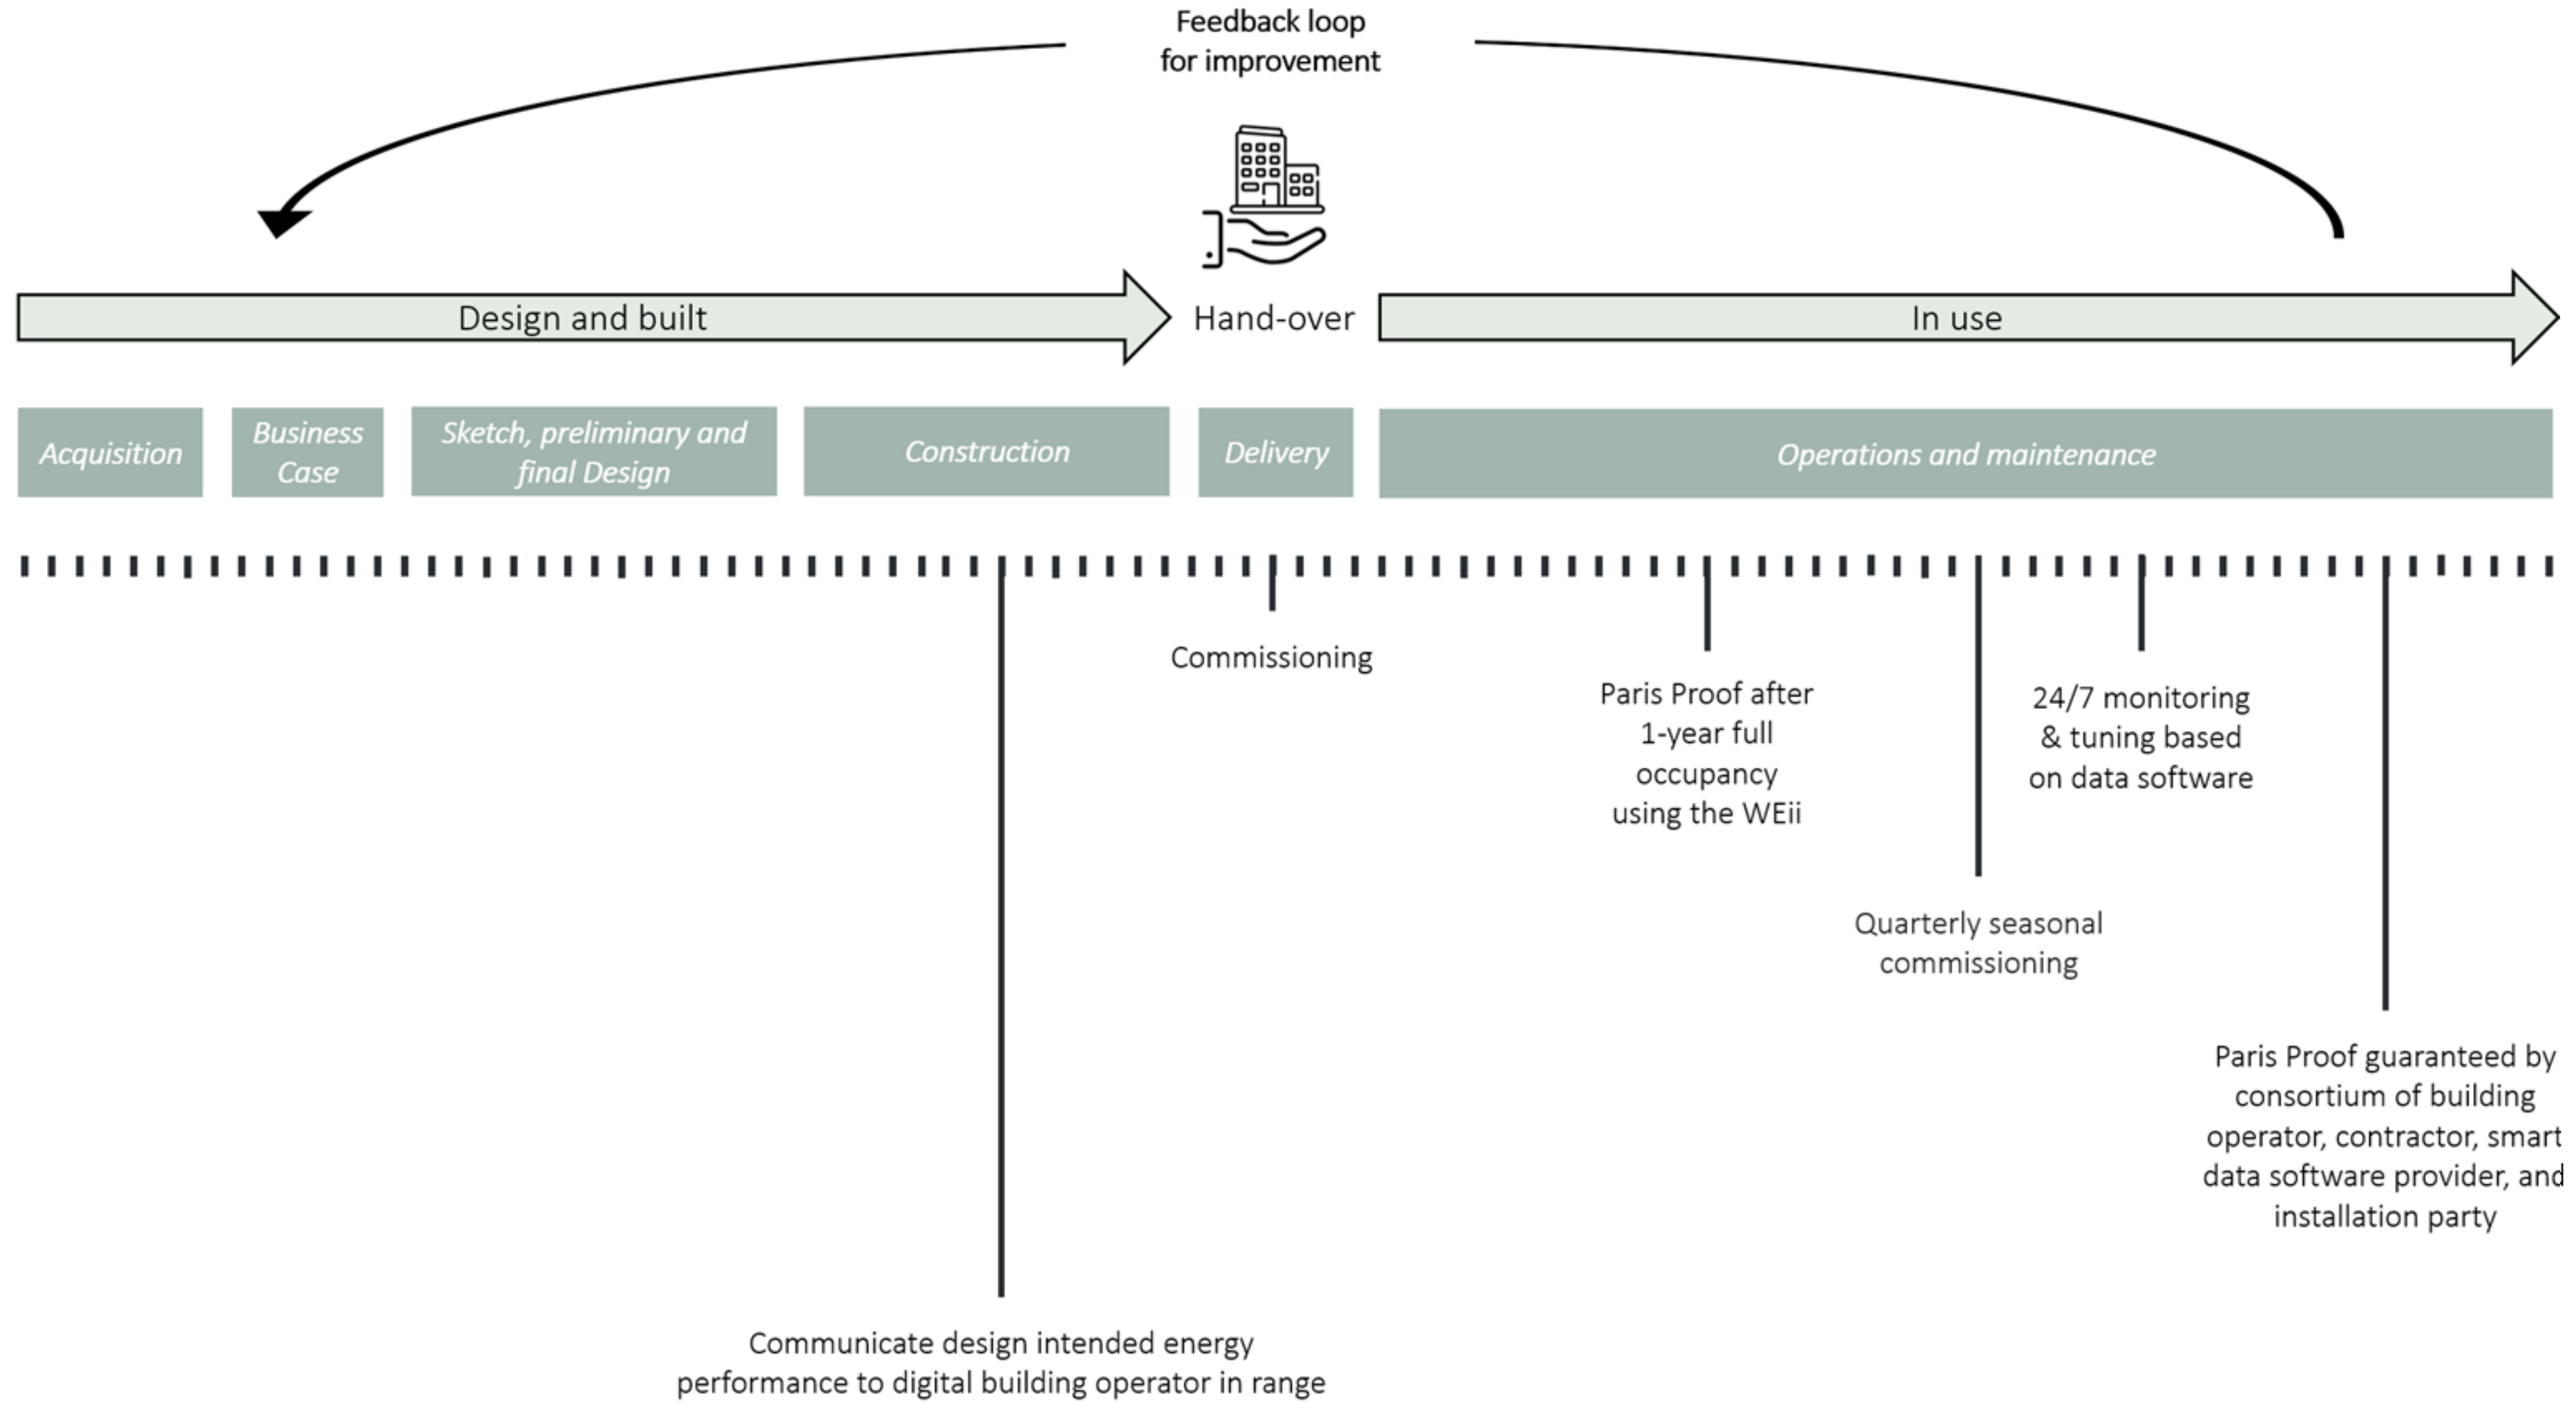 Feedback loop
for improvement
Design and built
Hand-over
In use
Acquisition
Business
Case
Sketch, preliminary and
final Design
Construction
Delivery
Operations and maintenance
Commissioning
Paris Proof after
1-year full
occupancy
using the WEii
24/7 monitoring
& tuning based
on data software
Quarterly seasonal
commissioning
Paris Proof guaranteed by
consortium of building
operator, contractor, smart
data software provider, and
installation party
Communicate design intended energy
performance to digital building operator in range